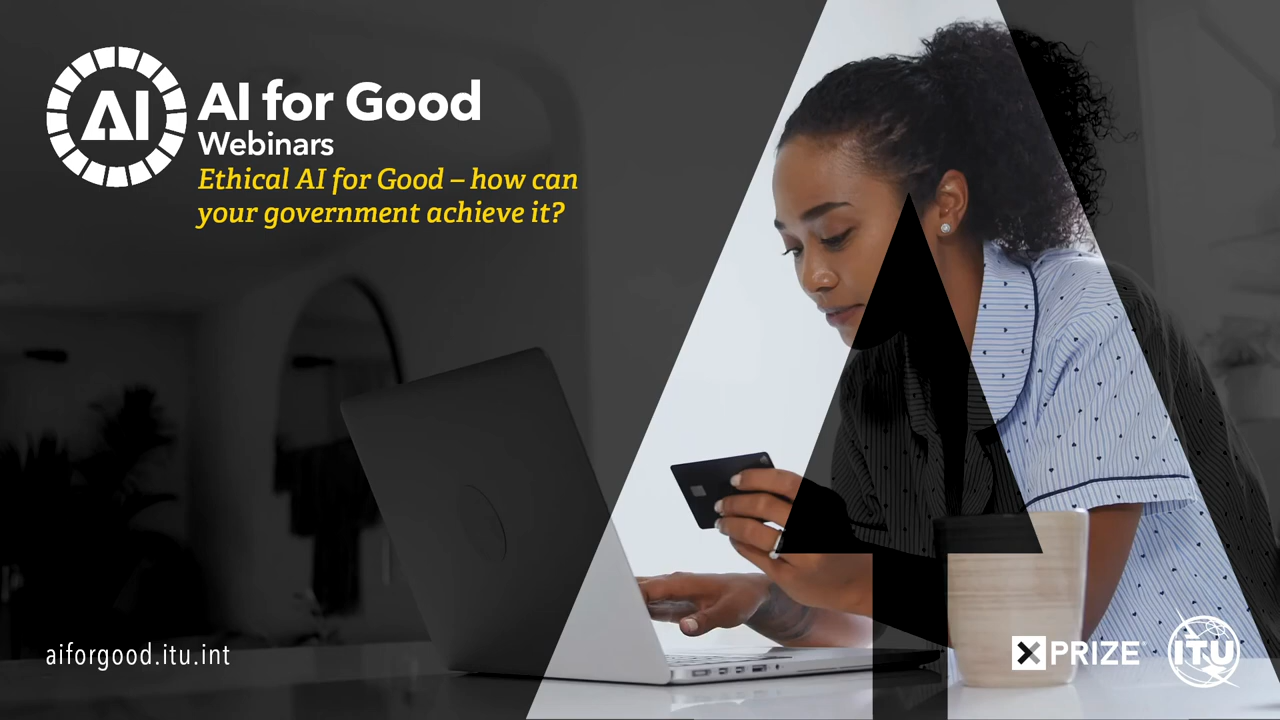 AI
AI for Good
Webinars
Ethical AI for Good – how can
your government achieve it?
aiforgood.itu.int
XPRIZE
ITU